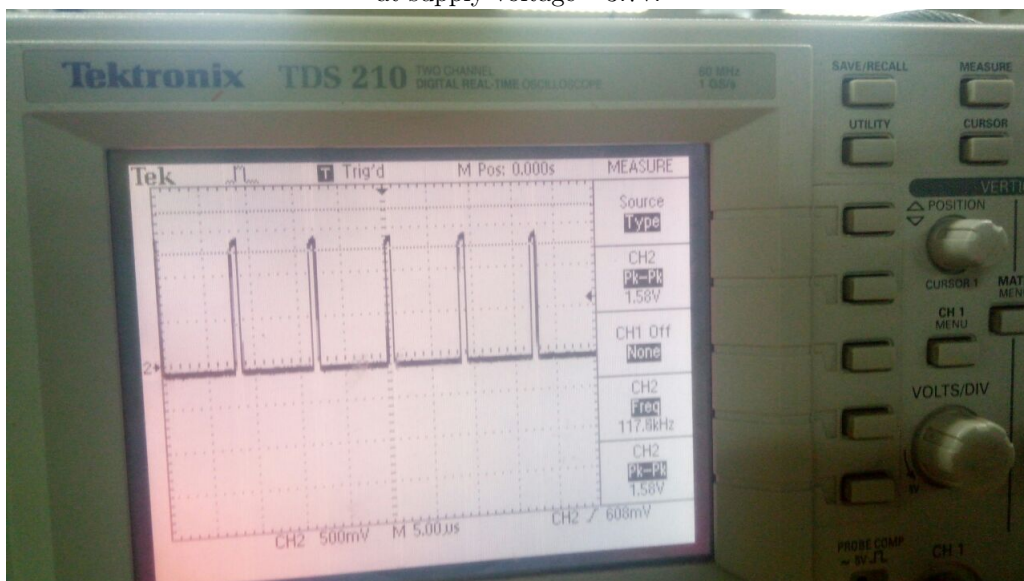 Tektronix TDS 210 TWO CHANNEL
DIGITAL REAL-TIME OSCILLOSCOPE
60 MHz
1 GS/s
SAVE/RECALL MEASURE
UTILITY CURSOR
Tek T Trig'd M Pos: 0.000s MEASURE
Source
Type
CH2
Pk-Pk
1.58V
CH1 Off
None
CH2
Freq
117.8kHz
CH2
Pk-Pk
1.58V
2
CH2 500mV M 5.00us CH2 / 608mV
POSITION
CURSOR 1
CH 1
MENU
VOLTS/DIV
PROBE COMP
~ 5V
CH 1